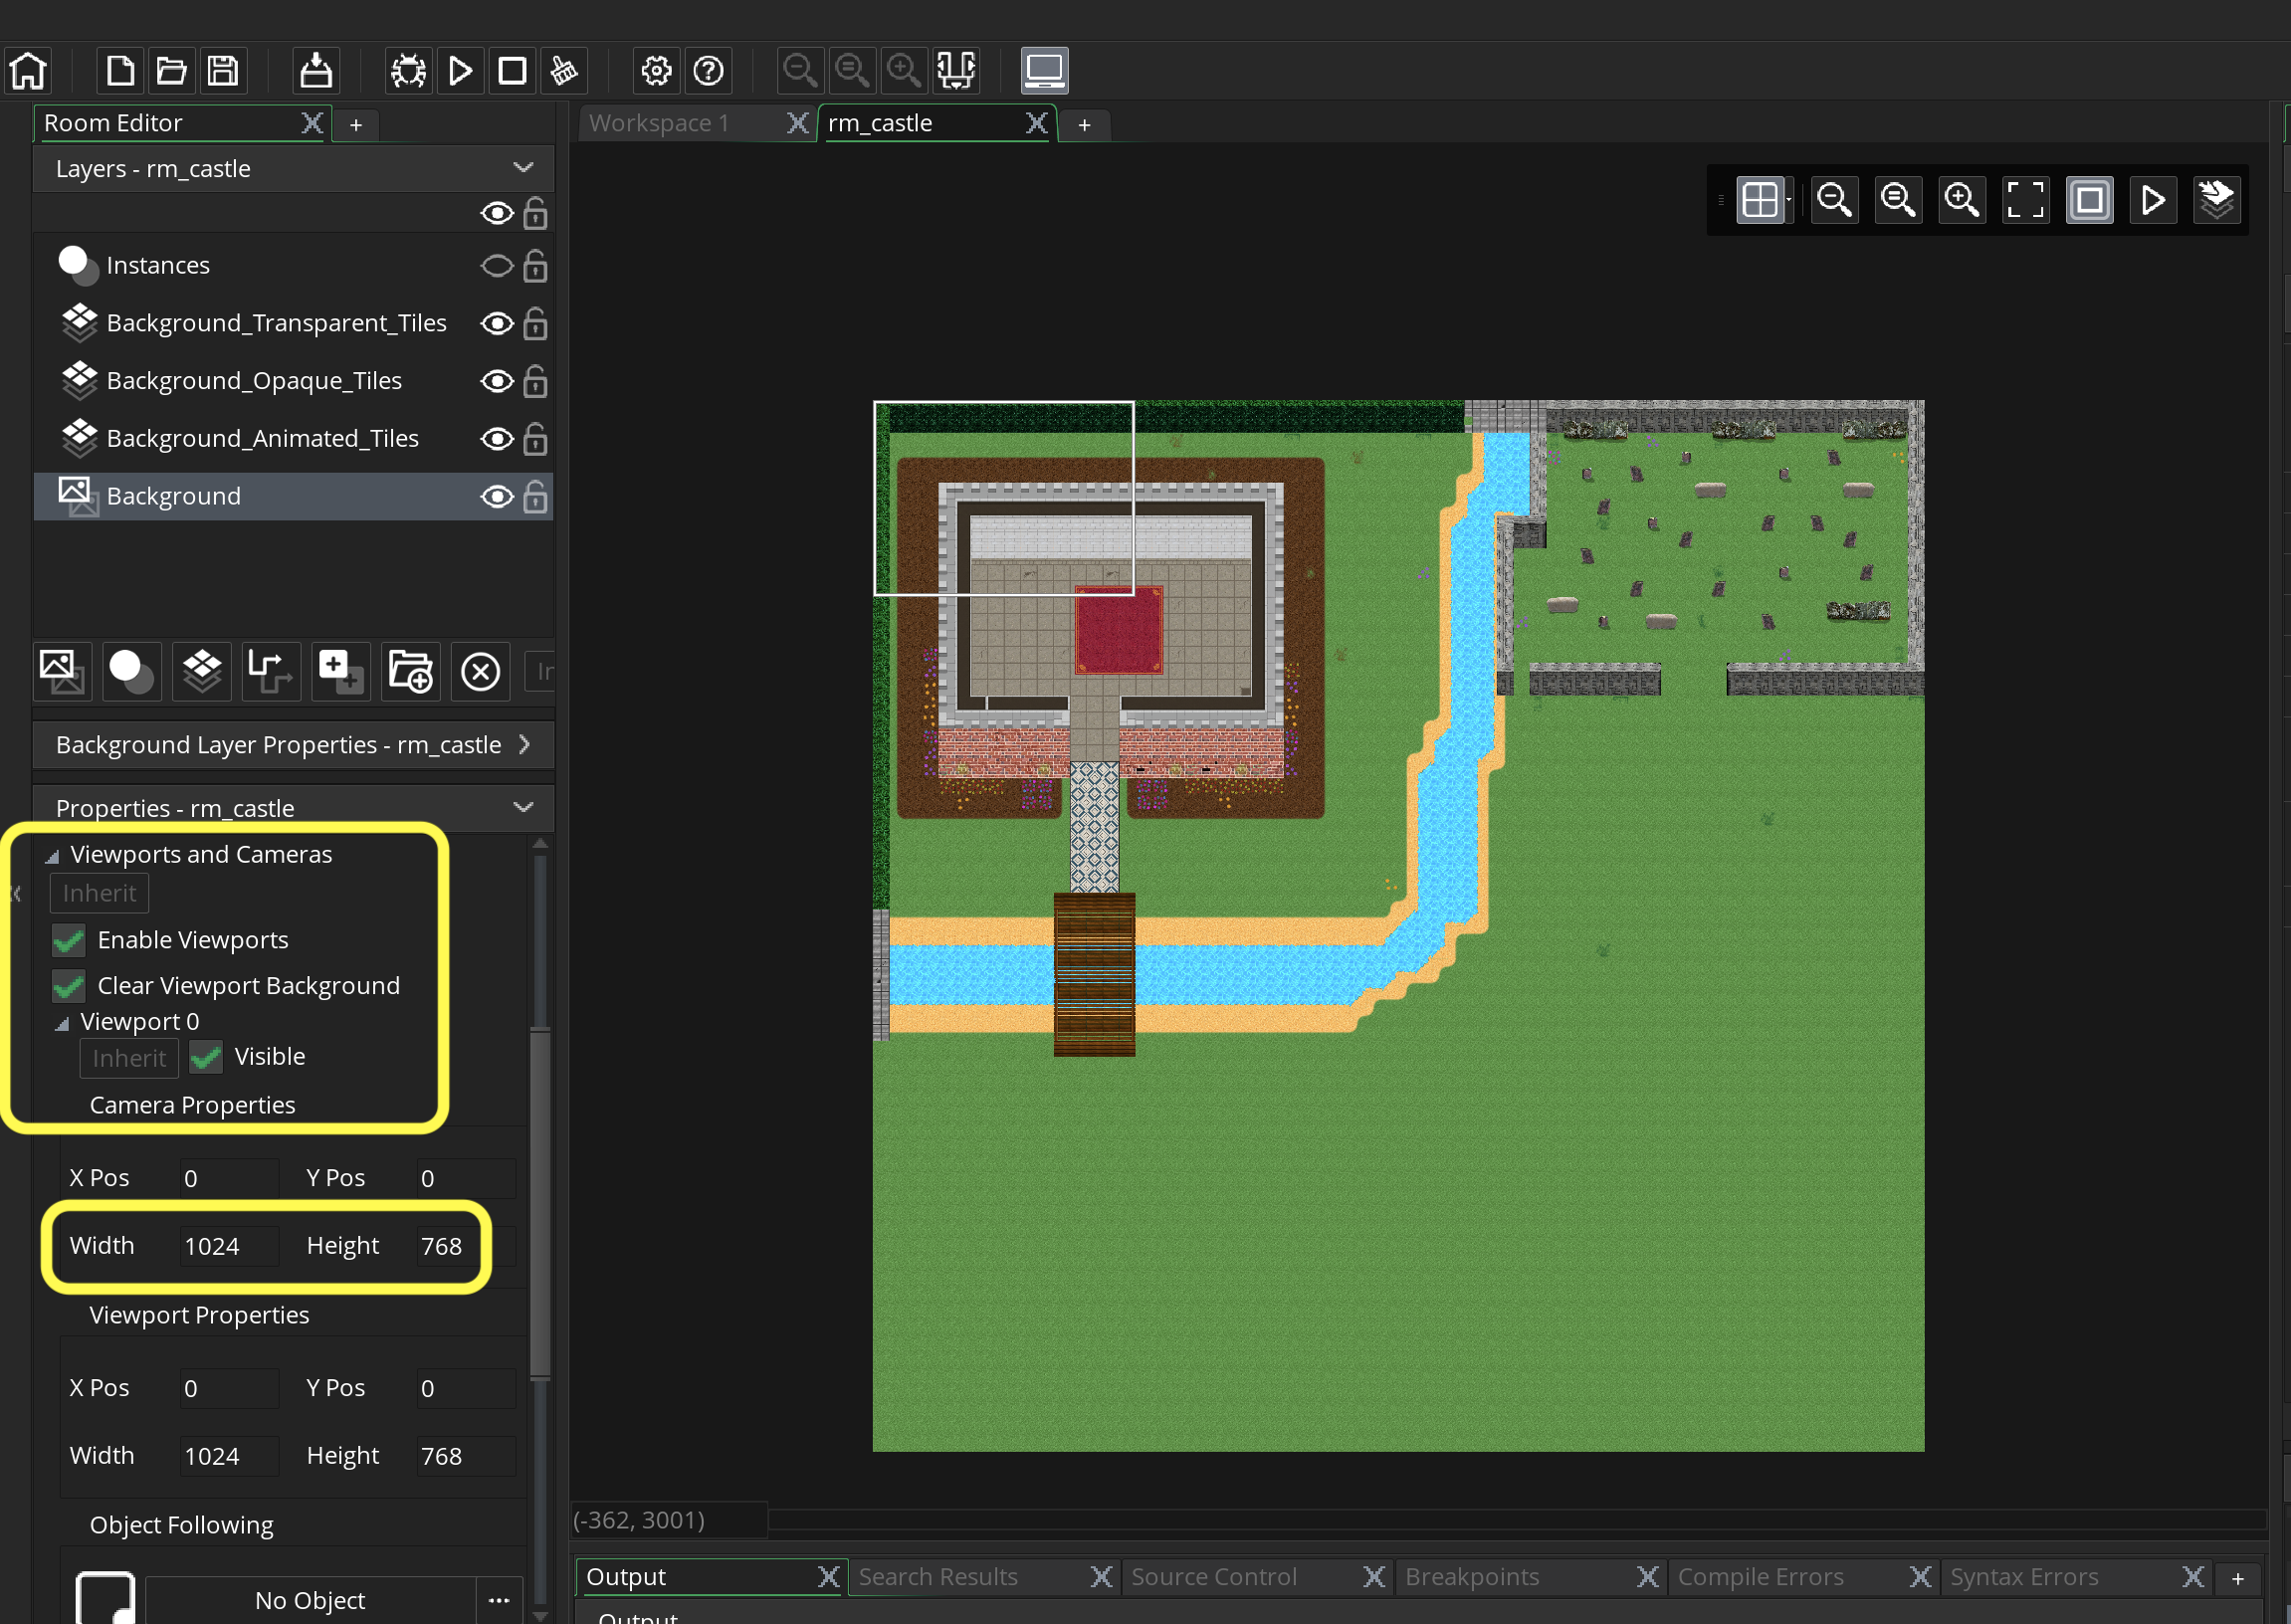 Room Editor
+
Workspace 1
rm_castle
+
Layers - rm_castle
Instances
Background_Transparent_Tiles
Background_Opaque_Tiles
Background_Animated_Tiles
Background
In
Background Layer Properties - rm_castle
Properties - rm_castle
Viewports and Cameras
Inherit
Enable Viewports
Clear Viewport Background
Viewport 0
Inherit Visible
Camera Properties
X Pos 0 Y Pos 0
Width 1024 Height 768
Viewport Properties
X Pos 0 Y Pos 0
Width 1024 Height 768
Object Following
No Object ...
(-362, 3001)
Output Search Results Source Control Breakpoints Compile Errors Syntax Errors +
Output